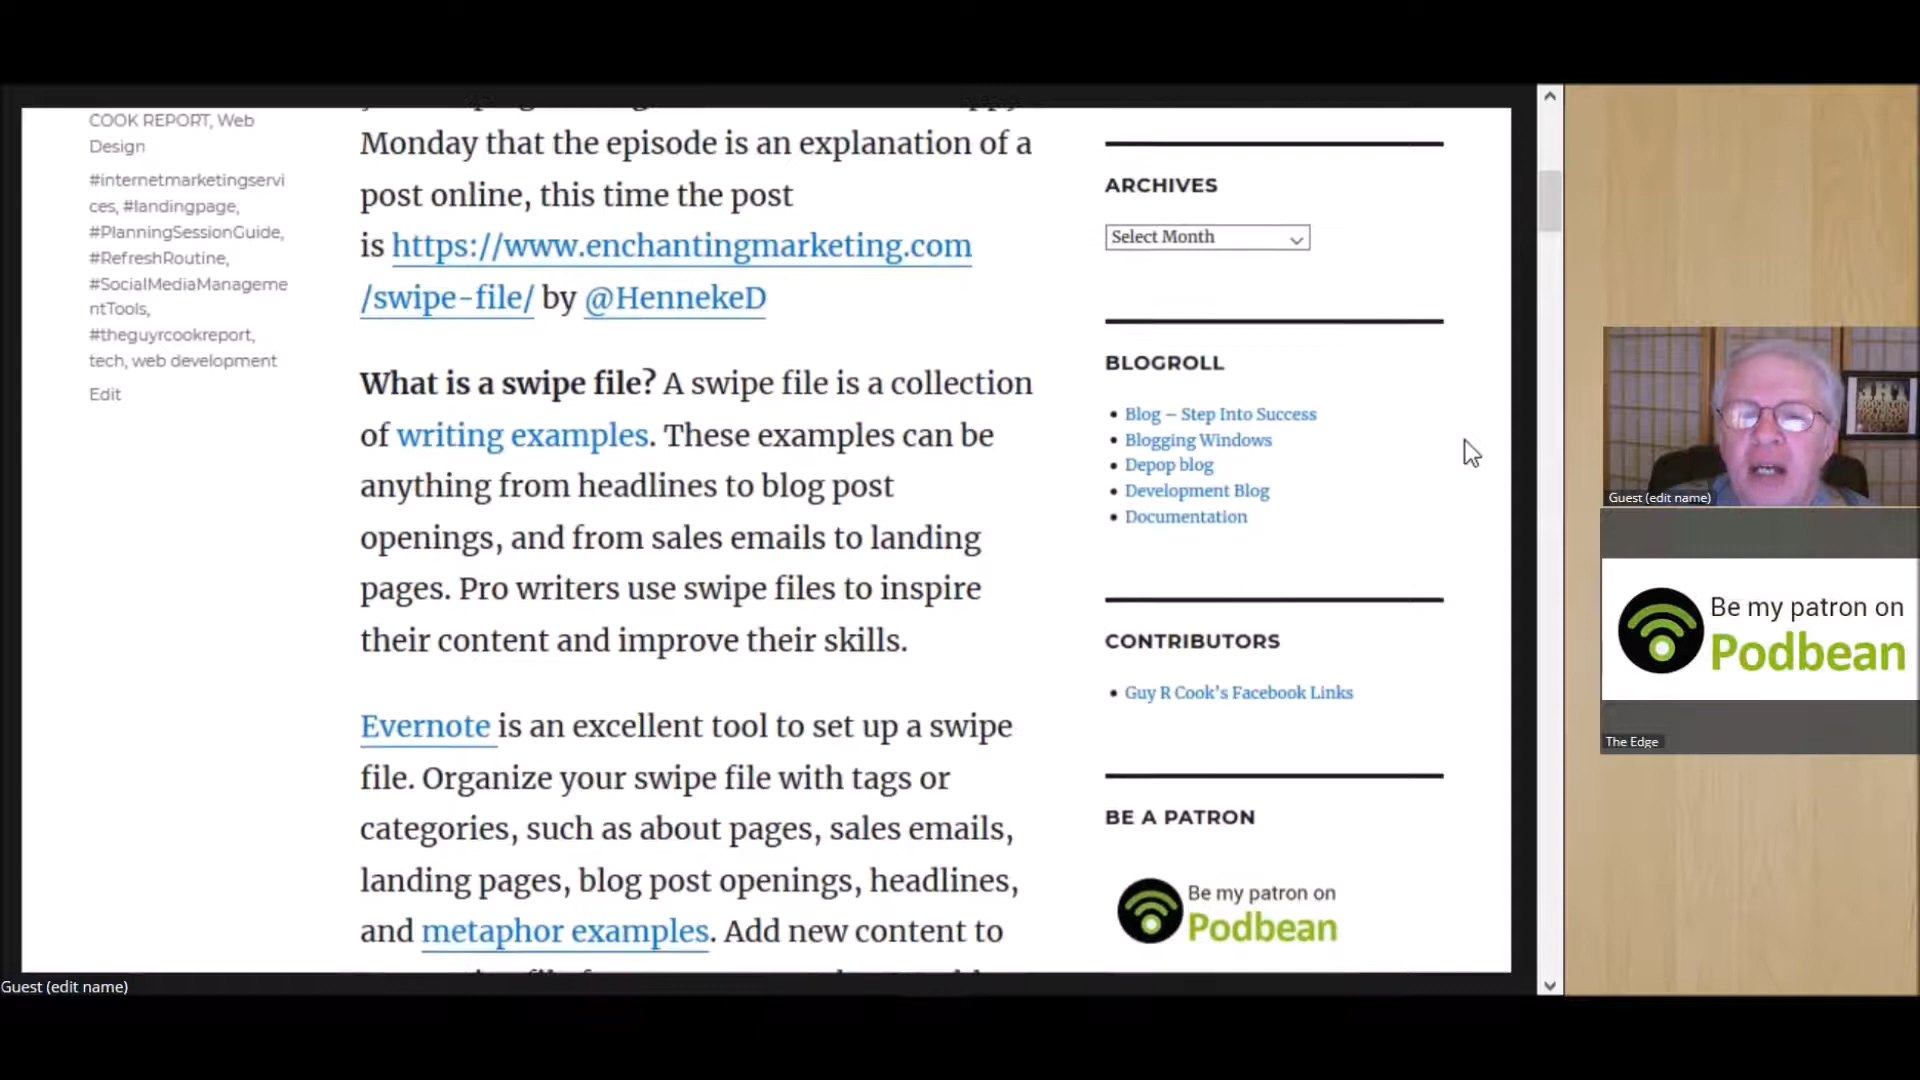 COOK REPORT, Web
Design
#internetmarketingservi
ces, #landingpage,
#PlanningSessionGuide,
#RefreshRoutine,
#SocialMediaManageme
ntTools,
#theguyrcookreport,
tech, web development
Edit
Monday that the episode is an explanation of a
post online, this time the post
is https://www.enchantingmarketing.com
/swipe-file/ by @HennekeD
What is a swipe file? A swipe file is a collection
of writing examples. These examples can be
anything from headlines to blog post
openings, and from sales emails to landing
pages. Pro writers use swipe files to inspire
their content and improve their skills.
Evernote is an excellent tool to set up a swipe
file. Organize your swipe file with tags or
categories, such as about pages, sales emails,
landing pages, blog post openings, headlines,
and metaphor examples. Add new content to
ARCHIVES
Select Month
BLOGROLL
Blog – Step Into Success
Blogging Windows
Depop blog
Development Blog
Documentation
CONTRIBUTORS
Guy R Cook's Facebook Links
BE A PATRON
Be my patron on
Podbean
Guest (edit name)
Be my patron on
Podbean
The Edge
Guest (edit name)